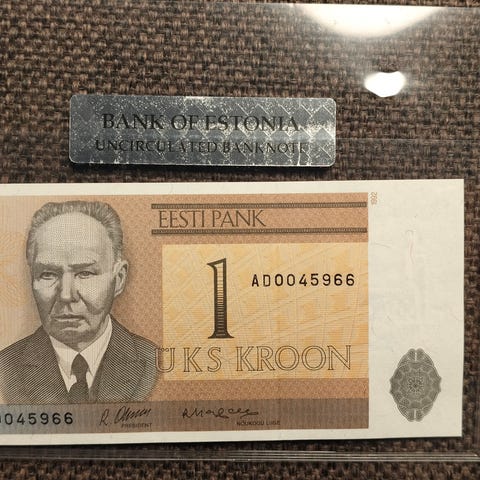 BANK OF ESTONIA
UNCIRCULATED BANKNOTE
EESTI PANK
1992
1
AD0045966
ÜKS KROON
0045966
PRESIDENT
NÕUKOGU LIIGE